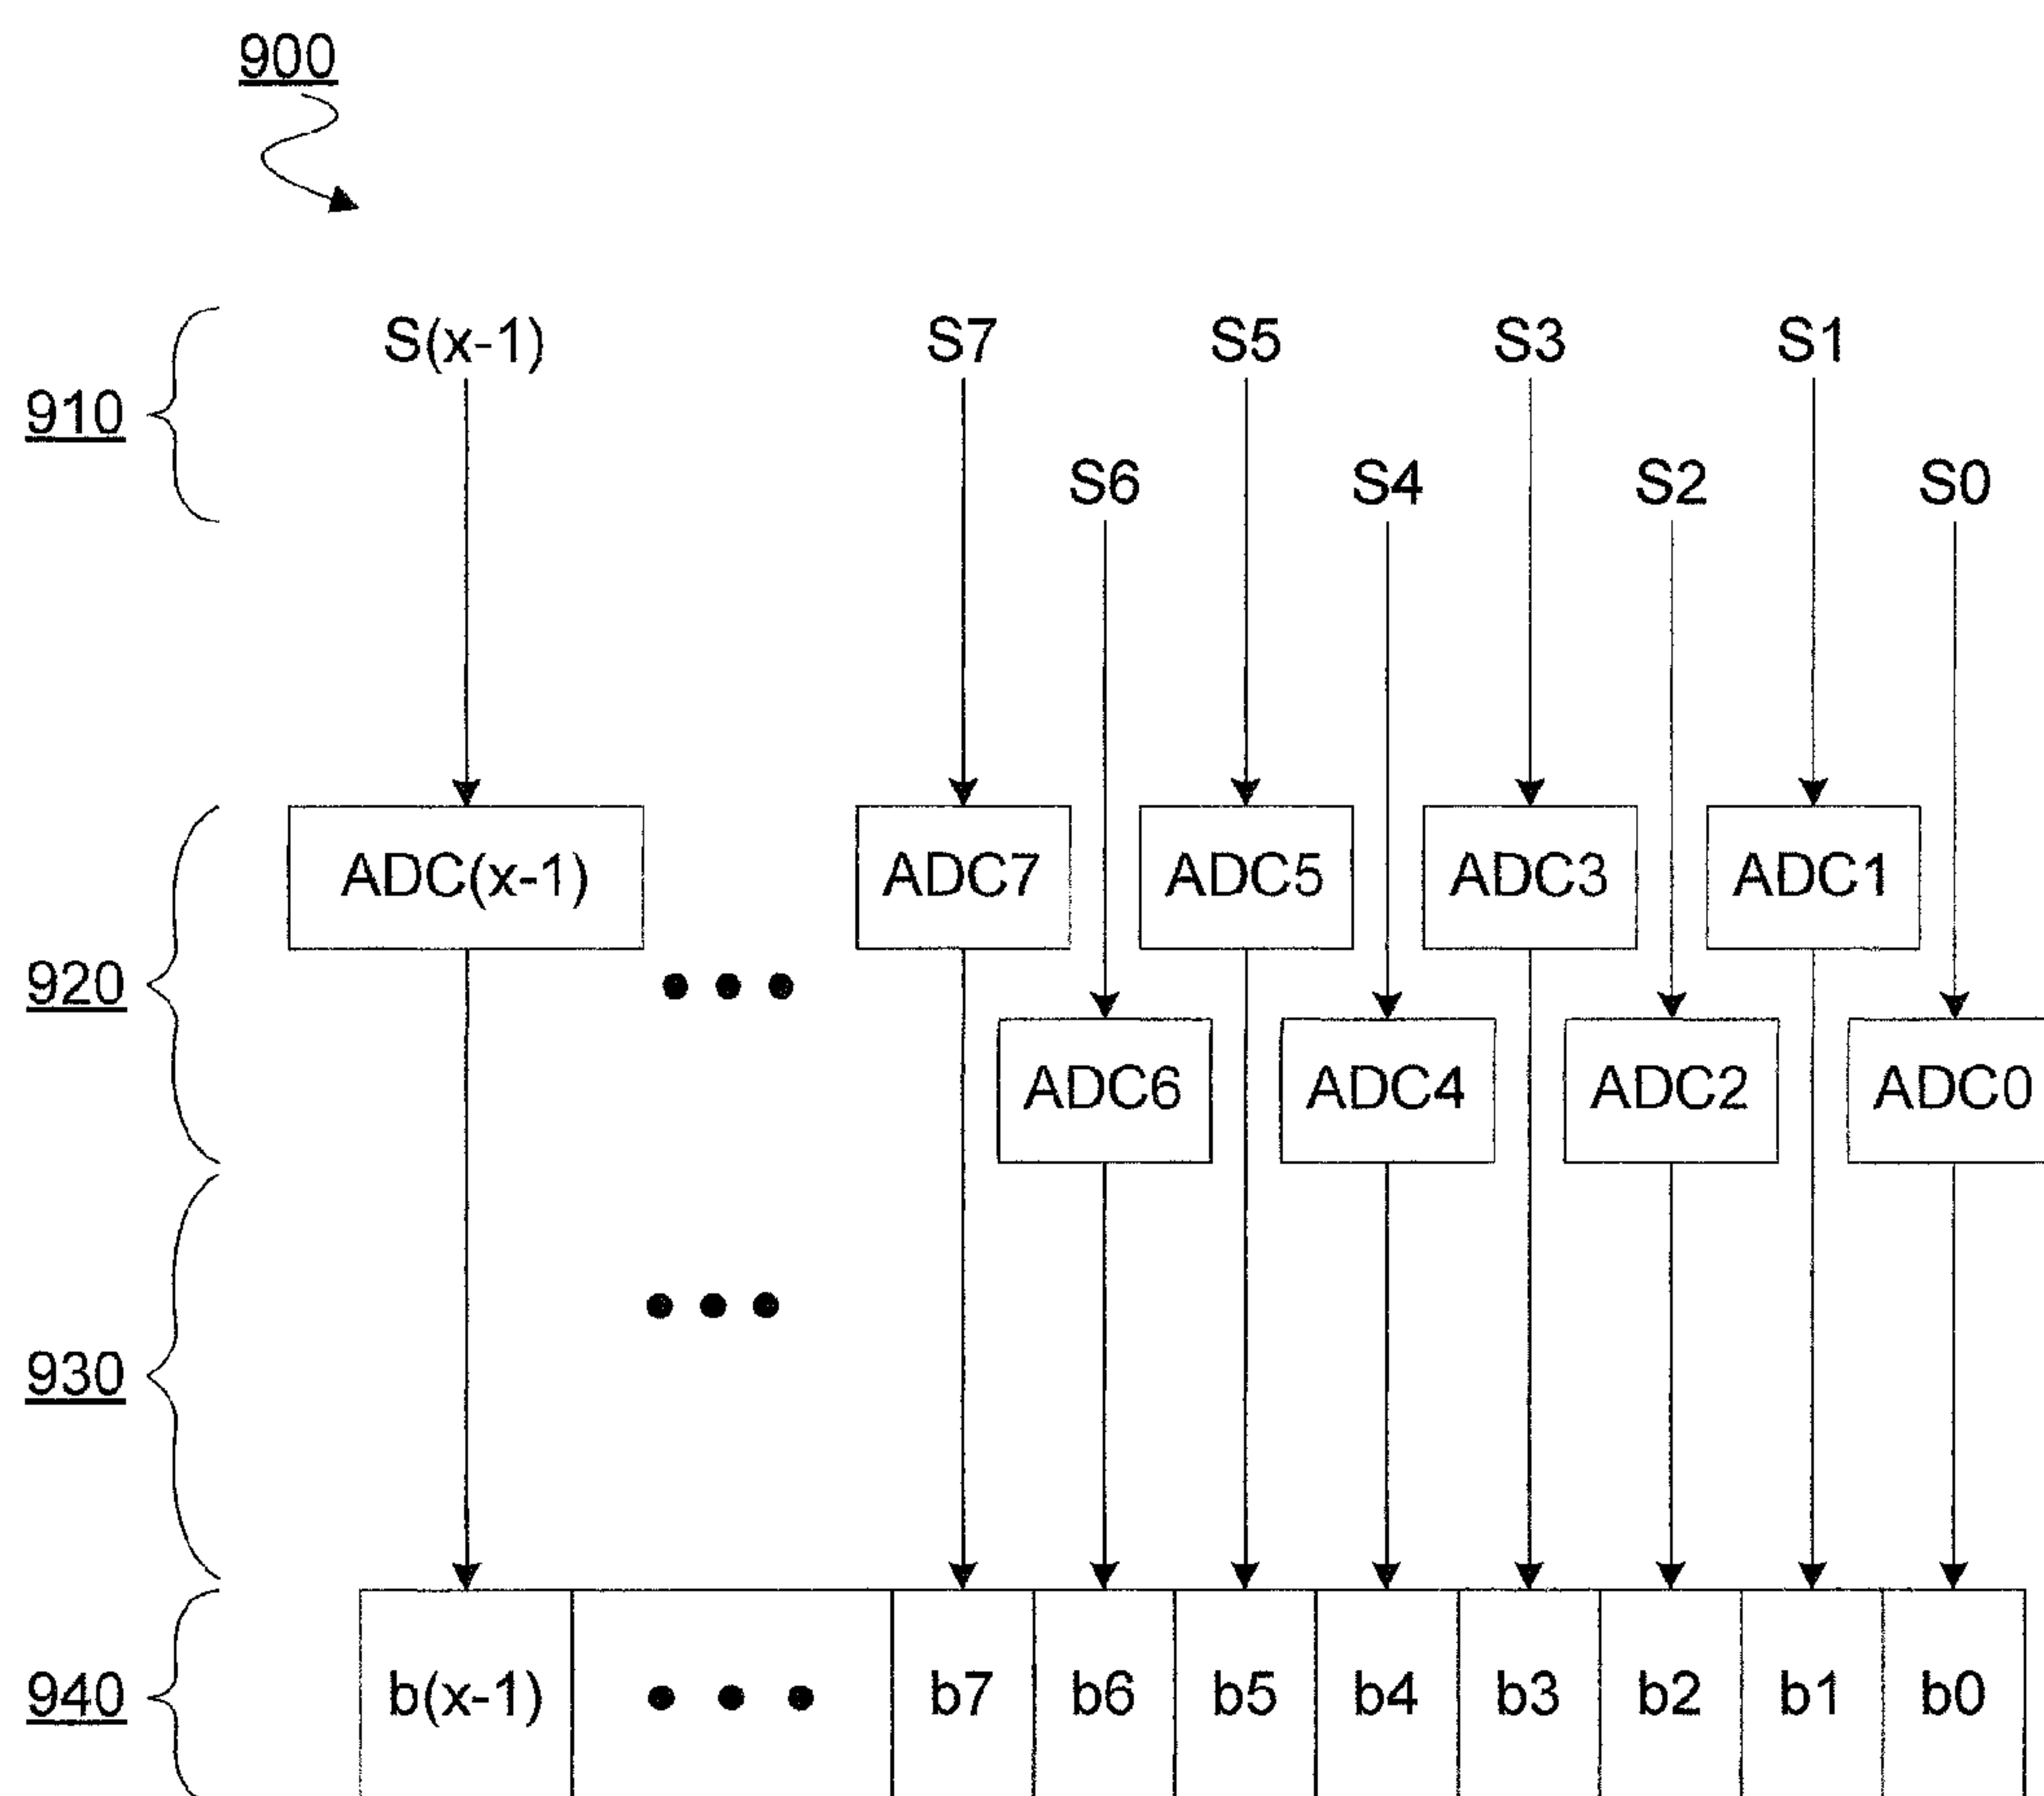 900
S(x-1) S7 S5 S3 S1
910
S6 S4 S2 S0
ADC(x-1) ADC7 ADC5 ADC3 ADC1
920
ADC6 ADC4 ADC2 ADC0
930
940 b(x-1) b7 b6 b5 b4 b3 b2 b1 b0